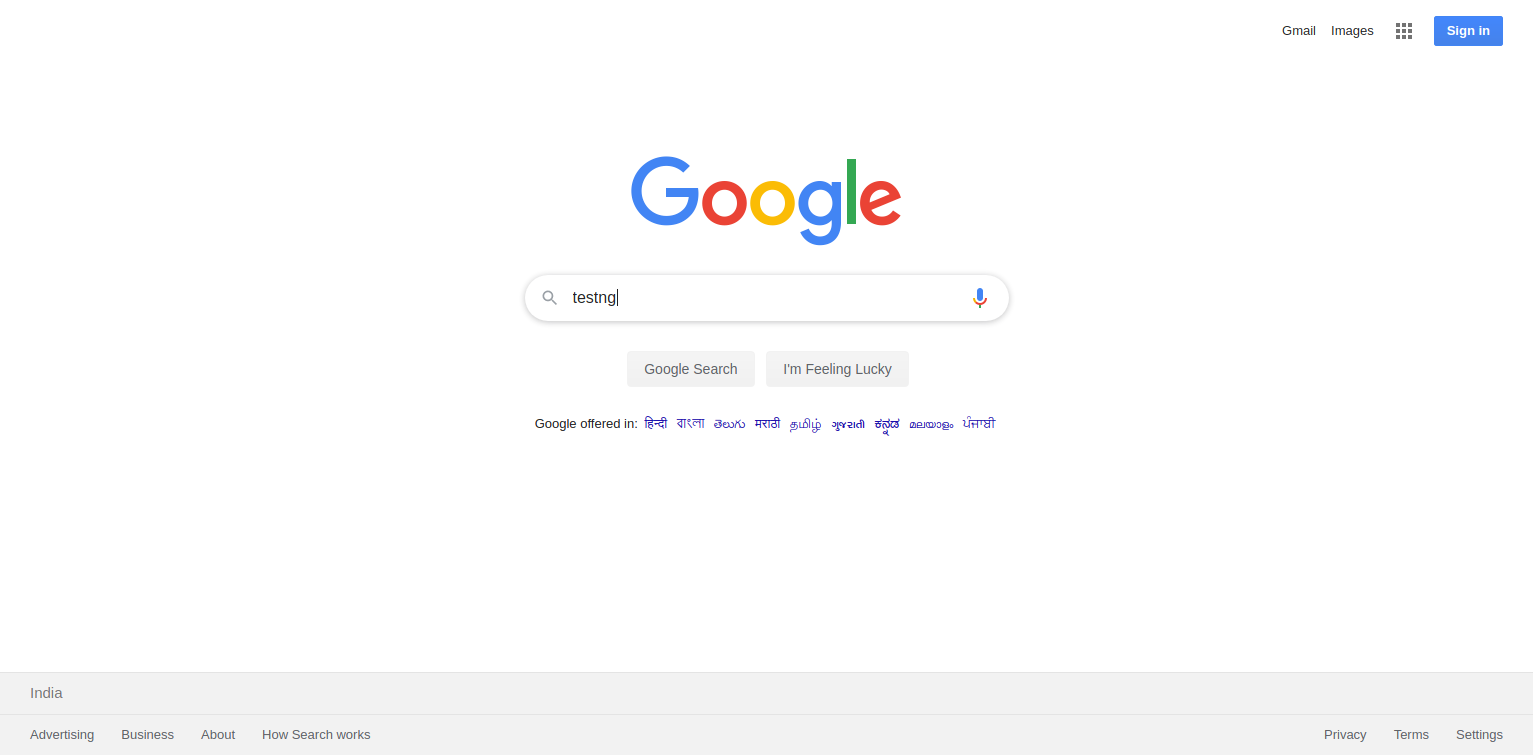 Gmail Images Sign in
Google
testng
Google Search I'm Feeling Lucky
Google offered in: हिन्दी বাংলা తెలుగు मराठी தமிழ் ગુજરાતી ಕನ್ನಡ മലയാളം ਪੰਜਾਬੀ
India
Advertising Business About How Search works Privacy Terms Settings